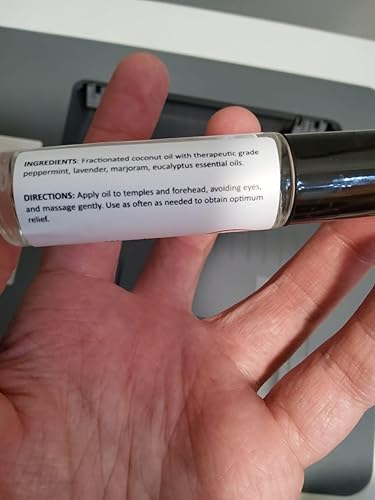 INGREDIENTS: Fractionated coconut oil with therapeutic grade
peppermint, lavender, marjoram, eucalyptus essential oils.
DIRECTIONS: Apply oil to temples and forehead, avoiding eyes,
and massage gently. Use as often as needed to obtain optimum
relief.